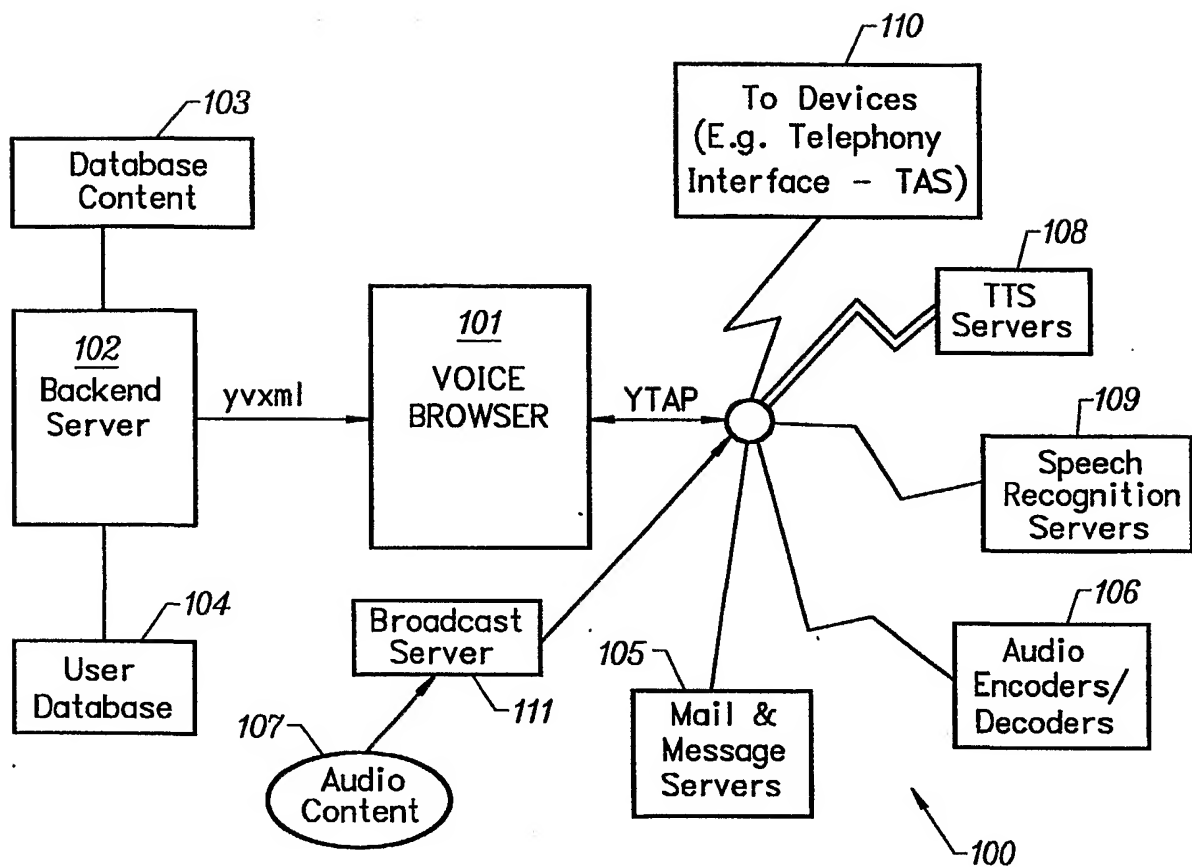 110
To Devices
(E.g. Telephony
Interface - TAS)
103
Database
Content
108
TTS
Servers
102
Backend
Server
yvxml
101
VOICE
BROWSER
YTAP
109
Speech
Recognition
Servers
104
User
Database
Broadcast
Server
111
107
Audio
Content
105
Mail &
Message
Servers
106
Audio
Encoders/
Decoders
100